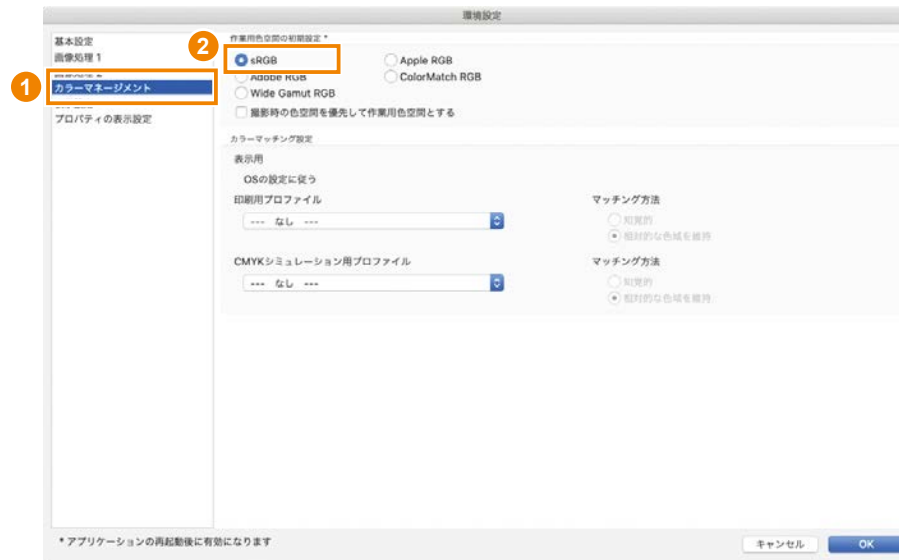 環境設定
基本設定
画像処理 1
カラーマネージメント
プロパティの表示設定
1
2
作業用色空間の初期設定 *
sRGB
Apple RGB
Adobe RGB
ColorMatch RGB
Wide Gamut RGB
撮影時の色空間を優先して作業用色空間とする
カラーマッチング設定
表示用
OSの設定に従う
印刷用プロファイル
マッチング方法
--- なし ---
知覚的
相対的な色域を維持
CMYKシミュレーション用プロファイル
マッチング方法
--- なし ---
知覚的
相対的な色域を維持
* アプリケーションの再起動後に有効になります
キャンセル
OK